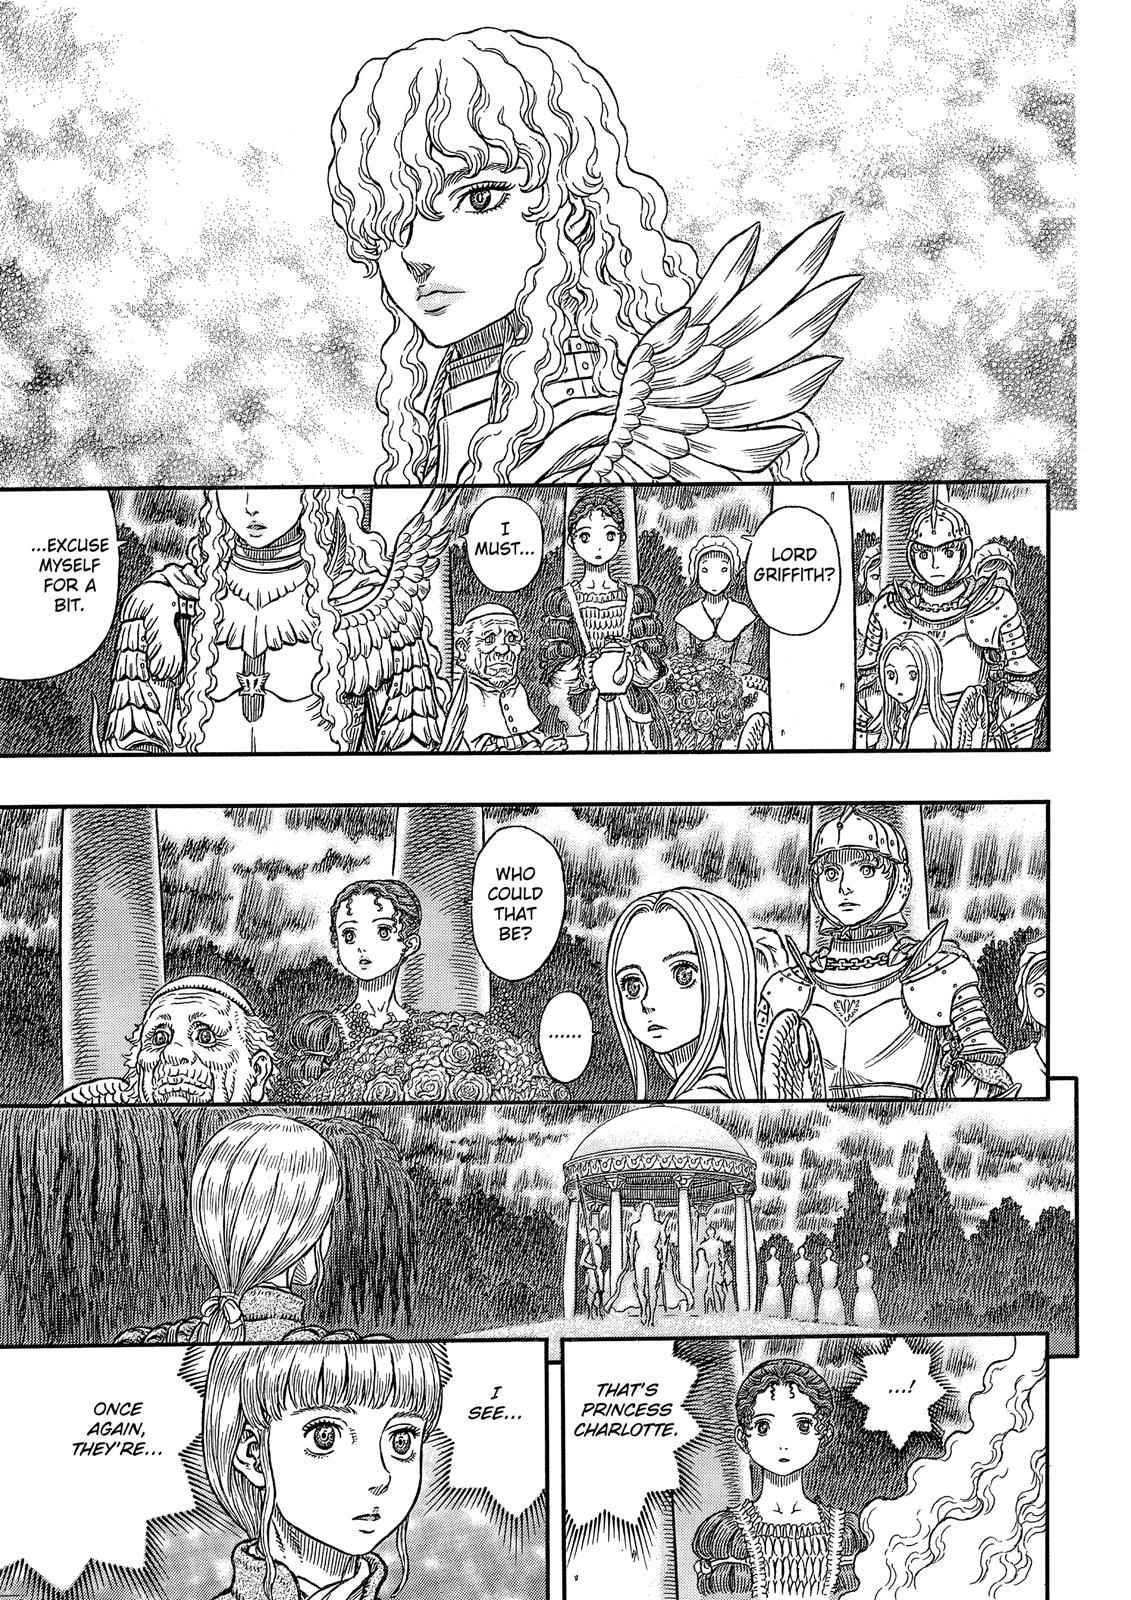 LORD
GRIFFITH?
I
MUST...
...EXCUSE
MYSELF
FOR A
BIT.
WHO
COULD
THAT
BE?
......
...!
THAT'S
PRINCESS
CHARLOTTE.
I
SEE...
ONCE
AGAIN,
THEY'RE...